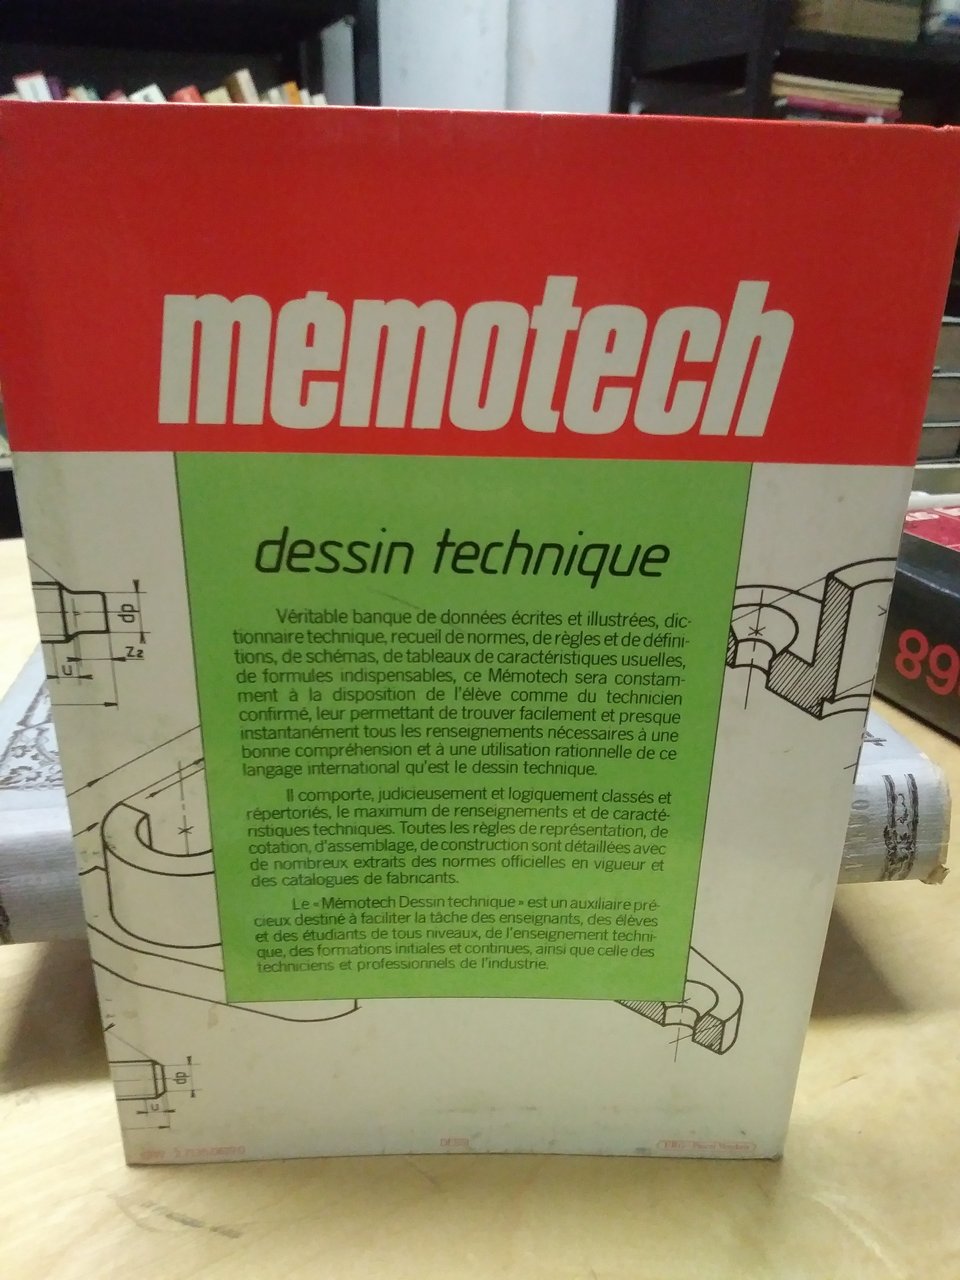 mémotech
dessin technique
Véritable banque de données écrites et illustrées, dic-
tionnaire technique, recueil de normes, de règles et de défini-
tions, de schémas, de tableaux de caractéristiques usuelles,
de formules indispensables, ce Mémotech sera constam-
ment à la disposition de l'élève comme du technicien
confirmé, leur permettant de trouver facilement et presque
instantanément tous les renseignements nécessaires à une
bonne compréhension et à une utilisation rationnelle de ce
langage international qu'est le dessin technique.
Il comporte, judicieusement et logiquement classés et
répertoriés, le maximum de renseignements et de caracté-
ristiques techniques. Toutes les règles de représentation, de
cotation, d'assemblage, de construction sont détaillées avec
de nombreux extraits des normes officielles en vigueur et
des catalogues de fabricants.
Le «Mémotech Dessin technique» est un auxiliaire pré-
cieux destiné à faciliter la tâche des enseignants, des élèves
et des étudiants de tous niveaux, de l'enseignement techni-
que, des formations initiales et continues, ainsi que celle des
techniciens et professionnels de l'industrie.
dp
u
Z2
dp
u
89